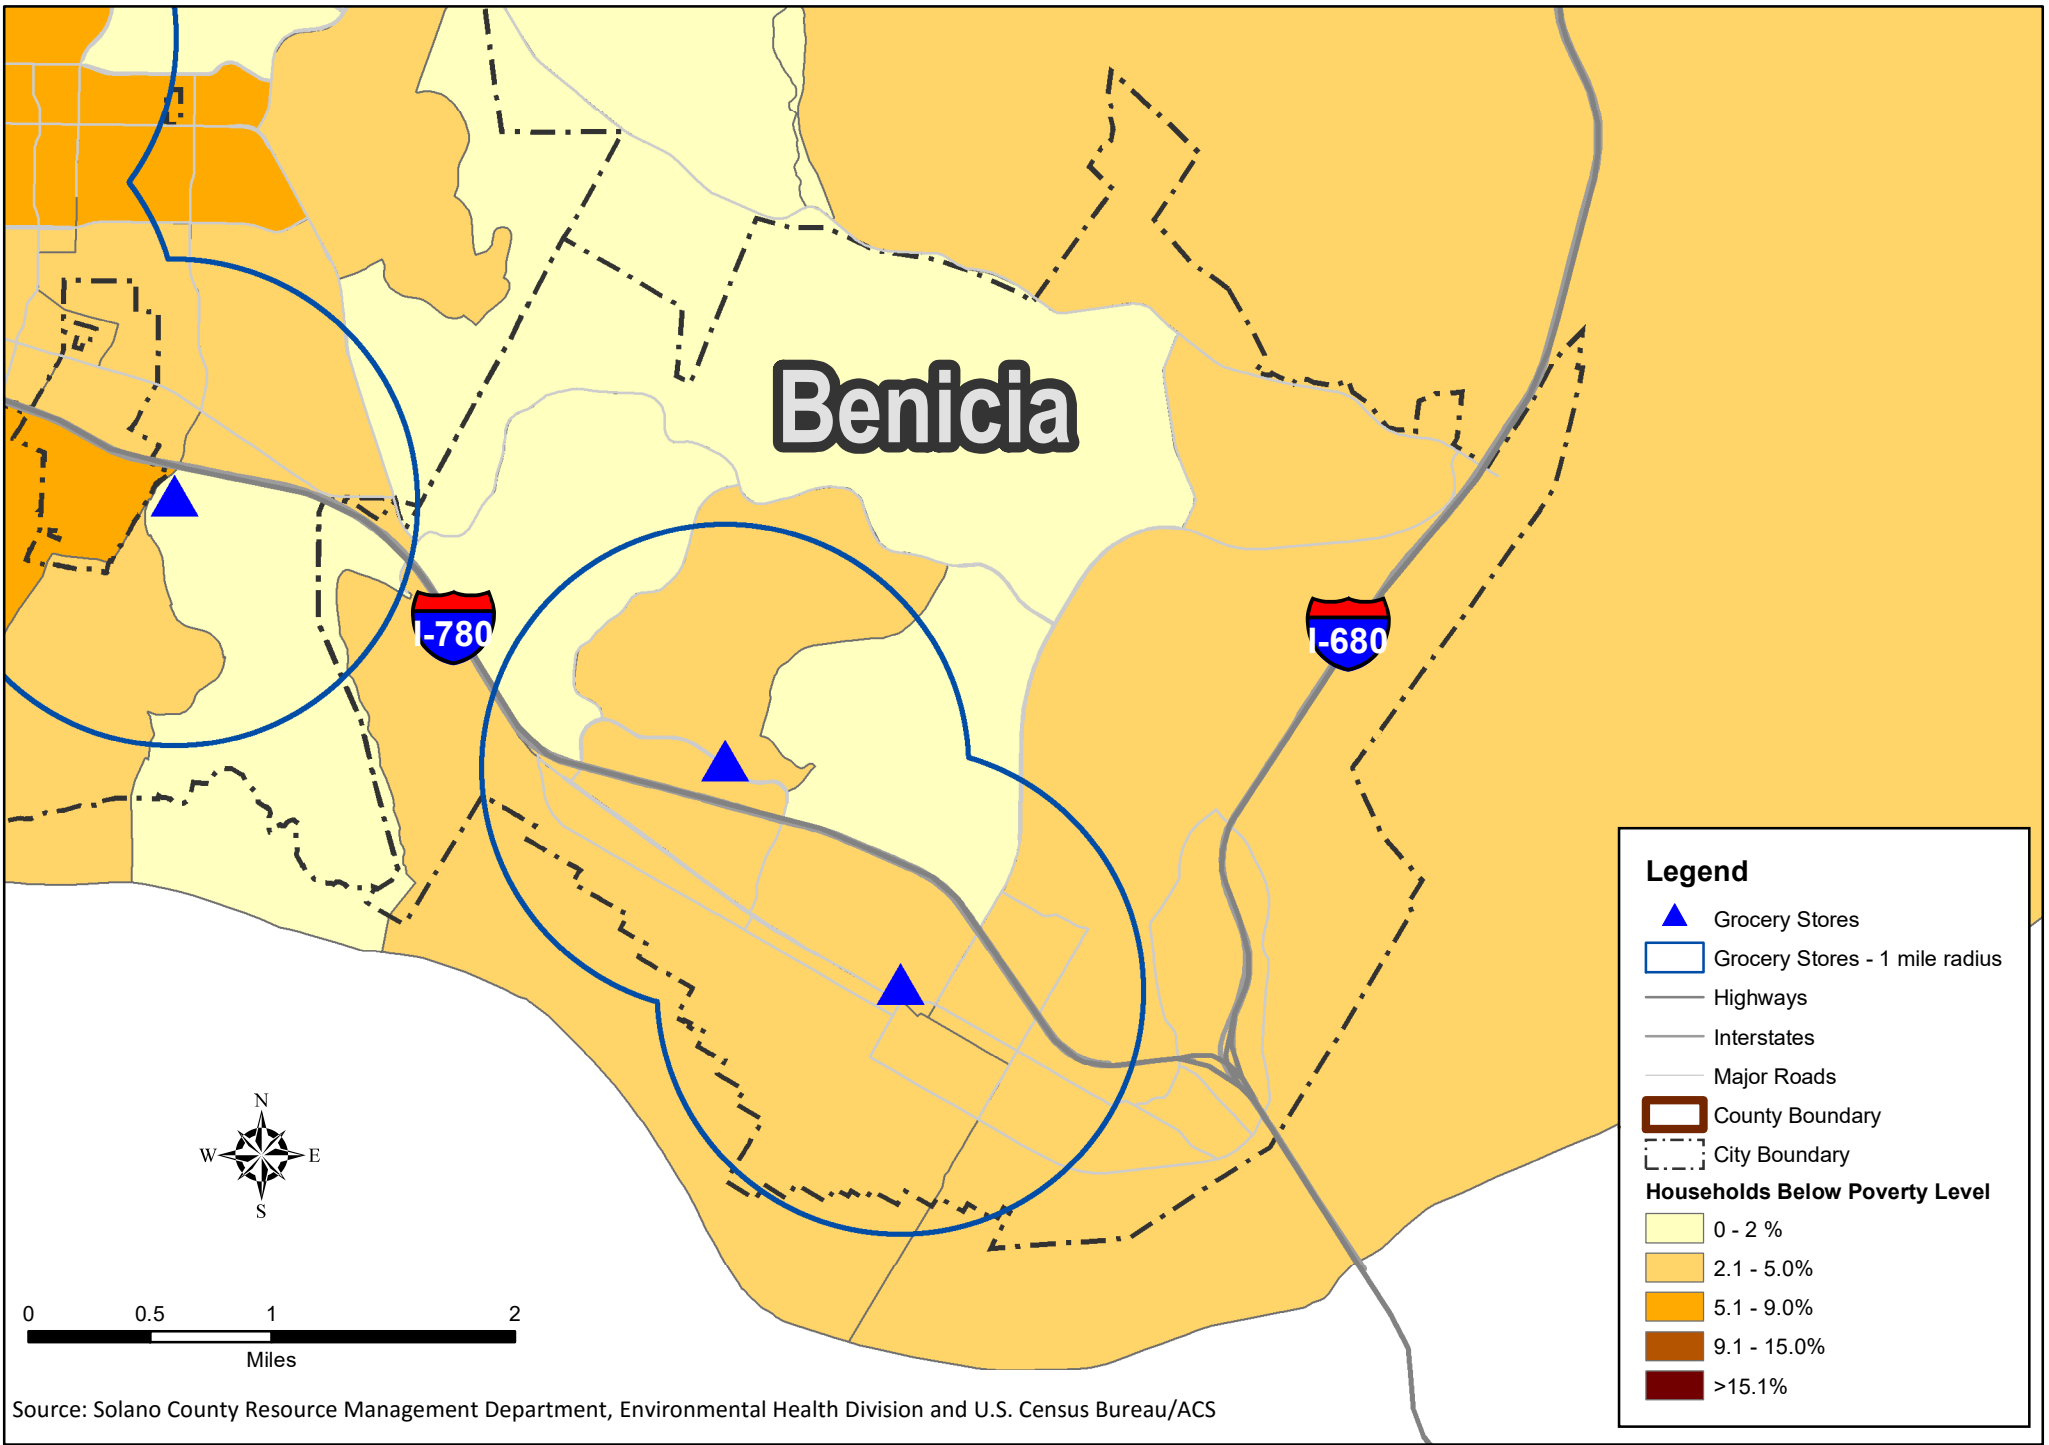 Benicia
I-780
I-680
Legend
Grocery Stores
Grocery Stores - 1 mile radius
Highways
Interstates
Major Roads
County Boundary
City Boundary
Households Below Poverty Level
0 - 2 %
2.1 - 5.0%
5.1 - 9.0%
9.1 - 15.0%
>15.1%
N
W E
S
0 0.5 1 2
Miles
Source: Solano County Resource Management Department, Environmental Health Division and U.S. Census Bureau/ACS